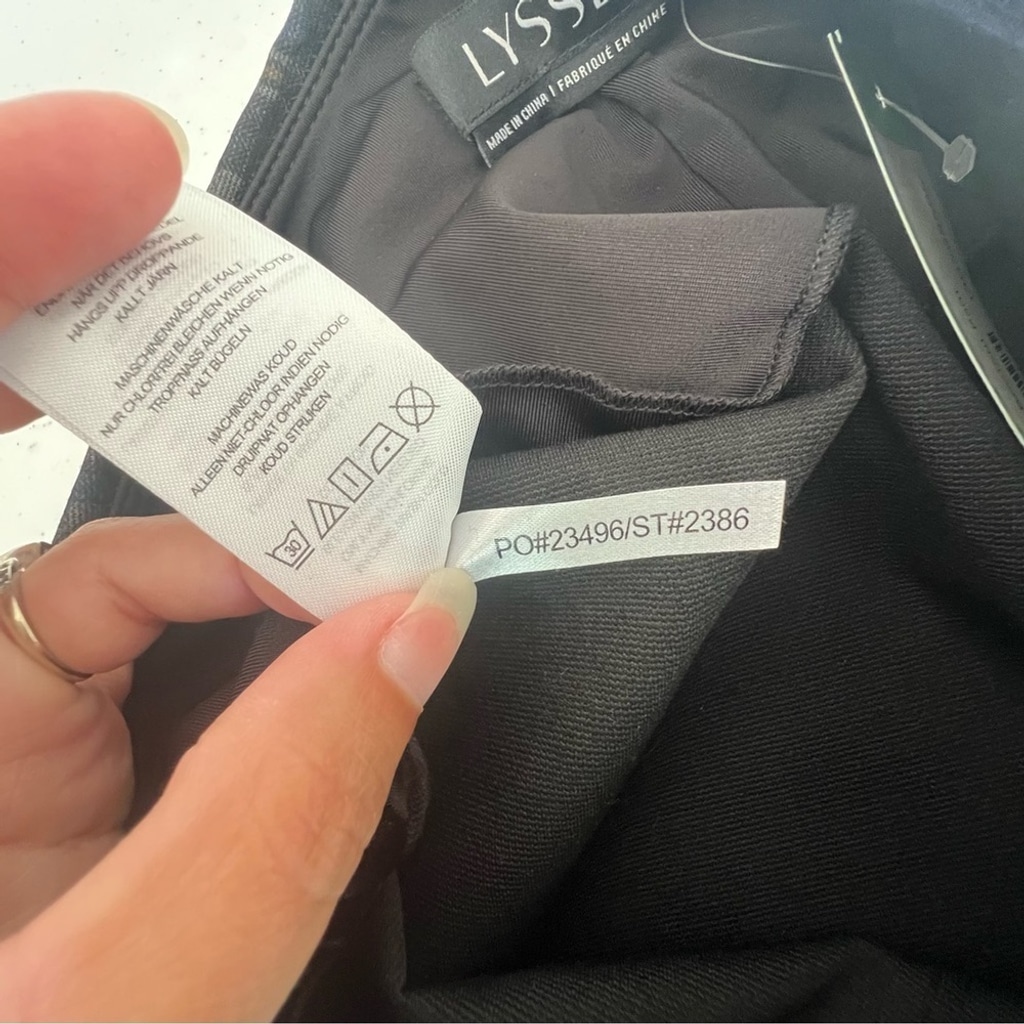 LYSSE
MADE IN CHINA | FABRIQUÉ EN CHINE
NÄR DET BEHÖVS
HÄNGS UPP DROPPANDE
KALLT JÄRN
MASCHINENWÄSCHE KALT
NUR CHLORFREI BLEICHEN WENN NOTIG
TROPFNASS AUFHÄNGEN
KALT BÜGELN
MACHINEWAS KOUD
ALLEEN NIET-CHLOOR INDIEN NODIG
DRUIPNAT OPHANGEN
KOUD STRIJKEN
30
PO#23496/ST#2386